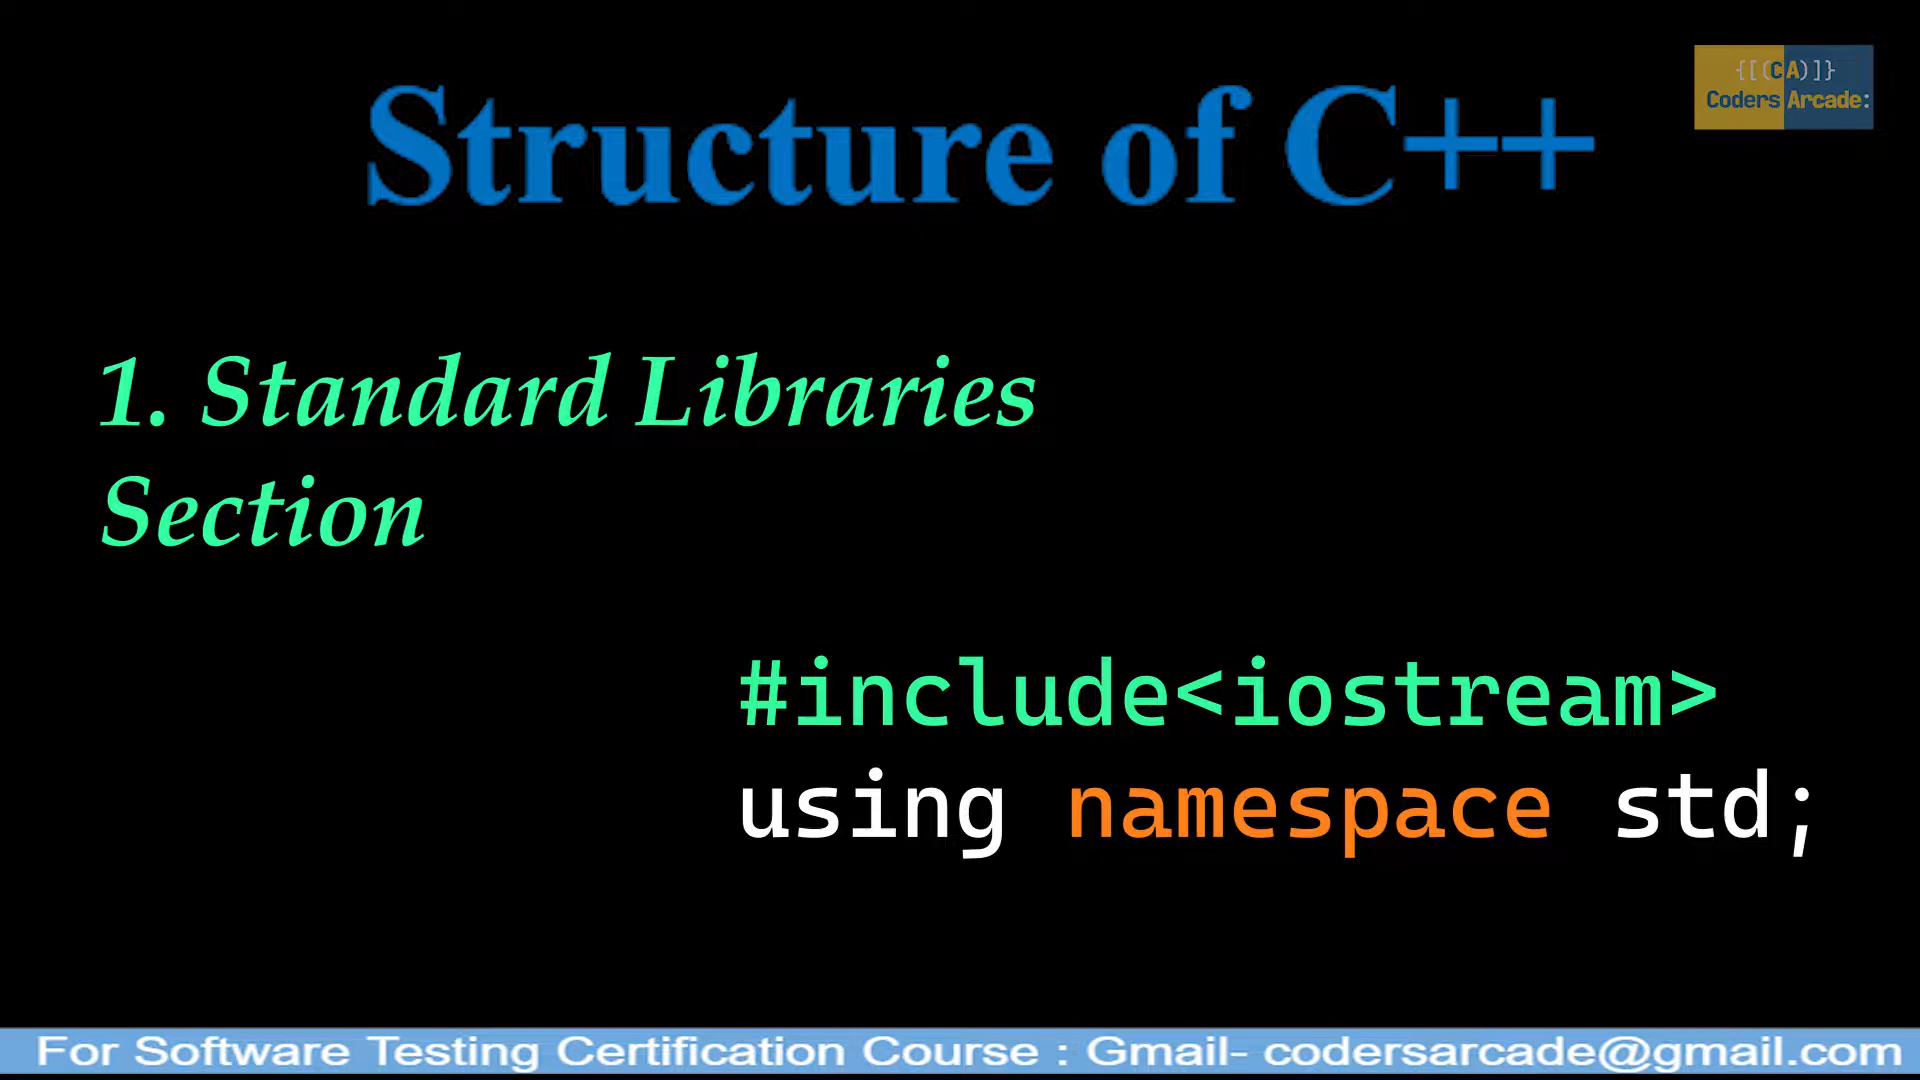 {[(CA)]}
Coders Arcade:
Structure of C++
1. Standard Libraries
Section
#include<iostream>
using namespace std;
For Software Testing Certification Course : Gmail- codersarcade@gmail.com